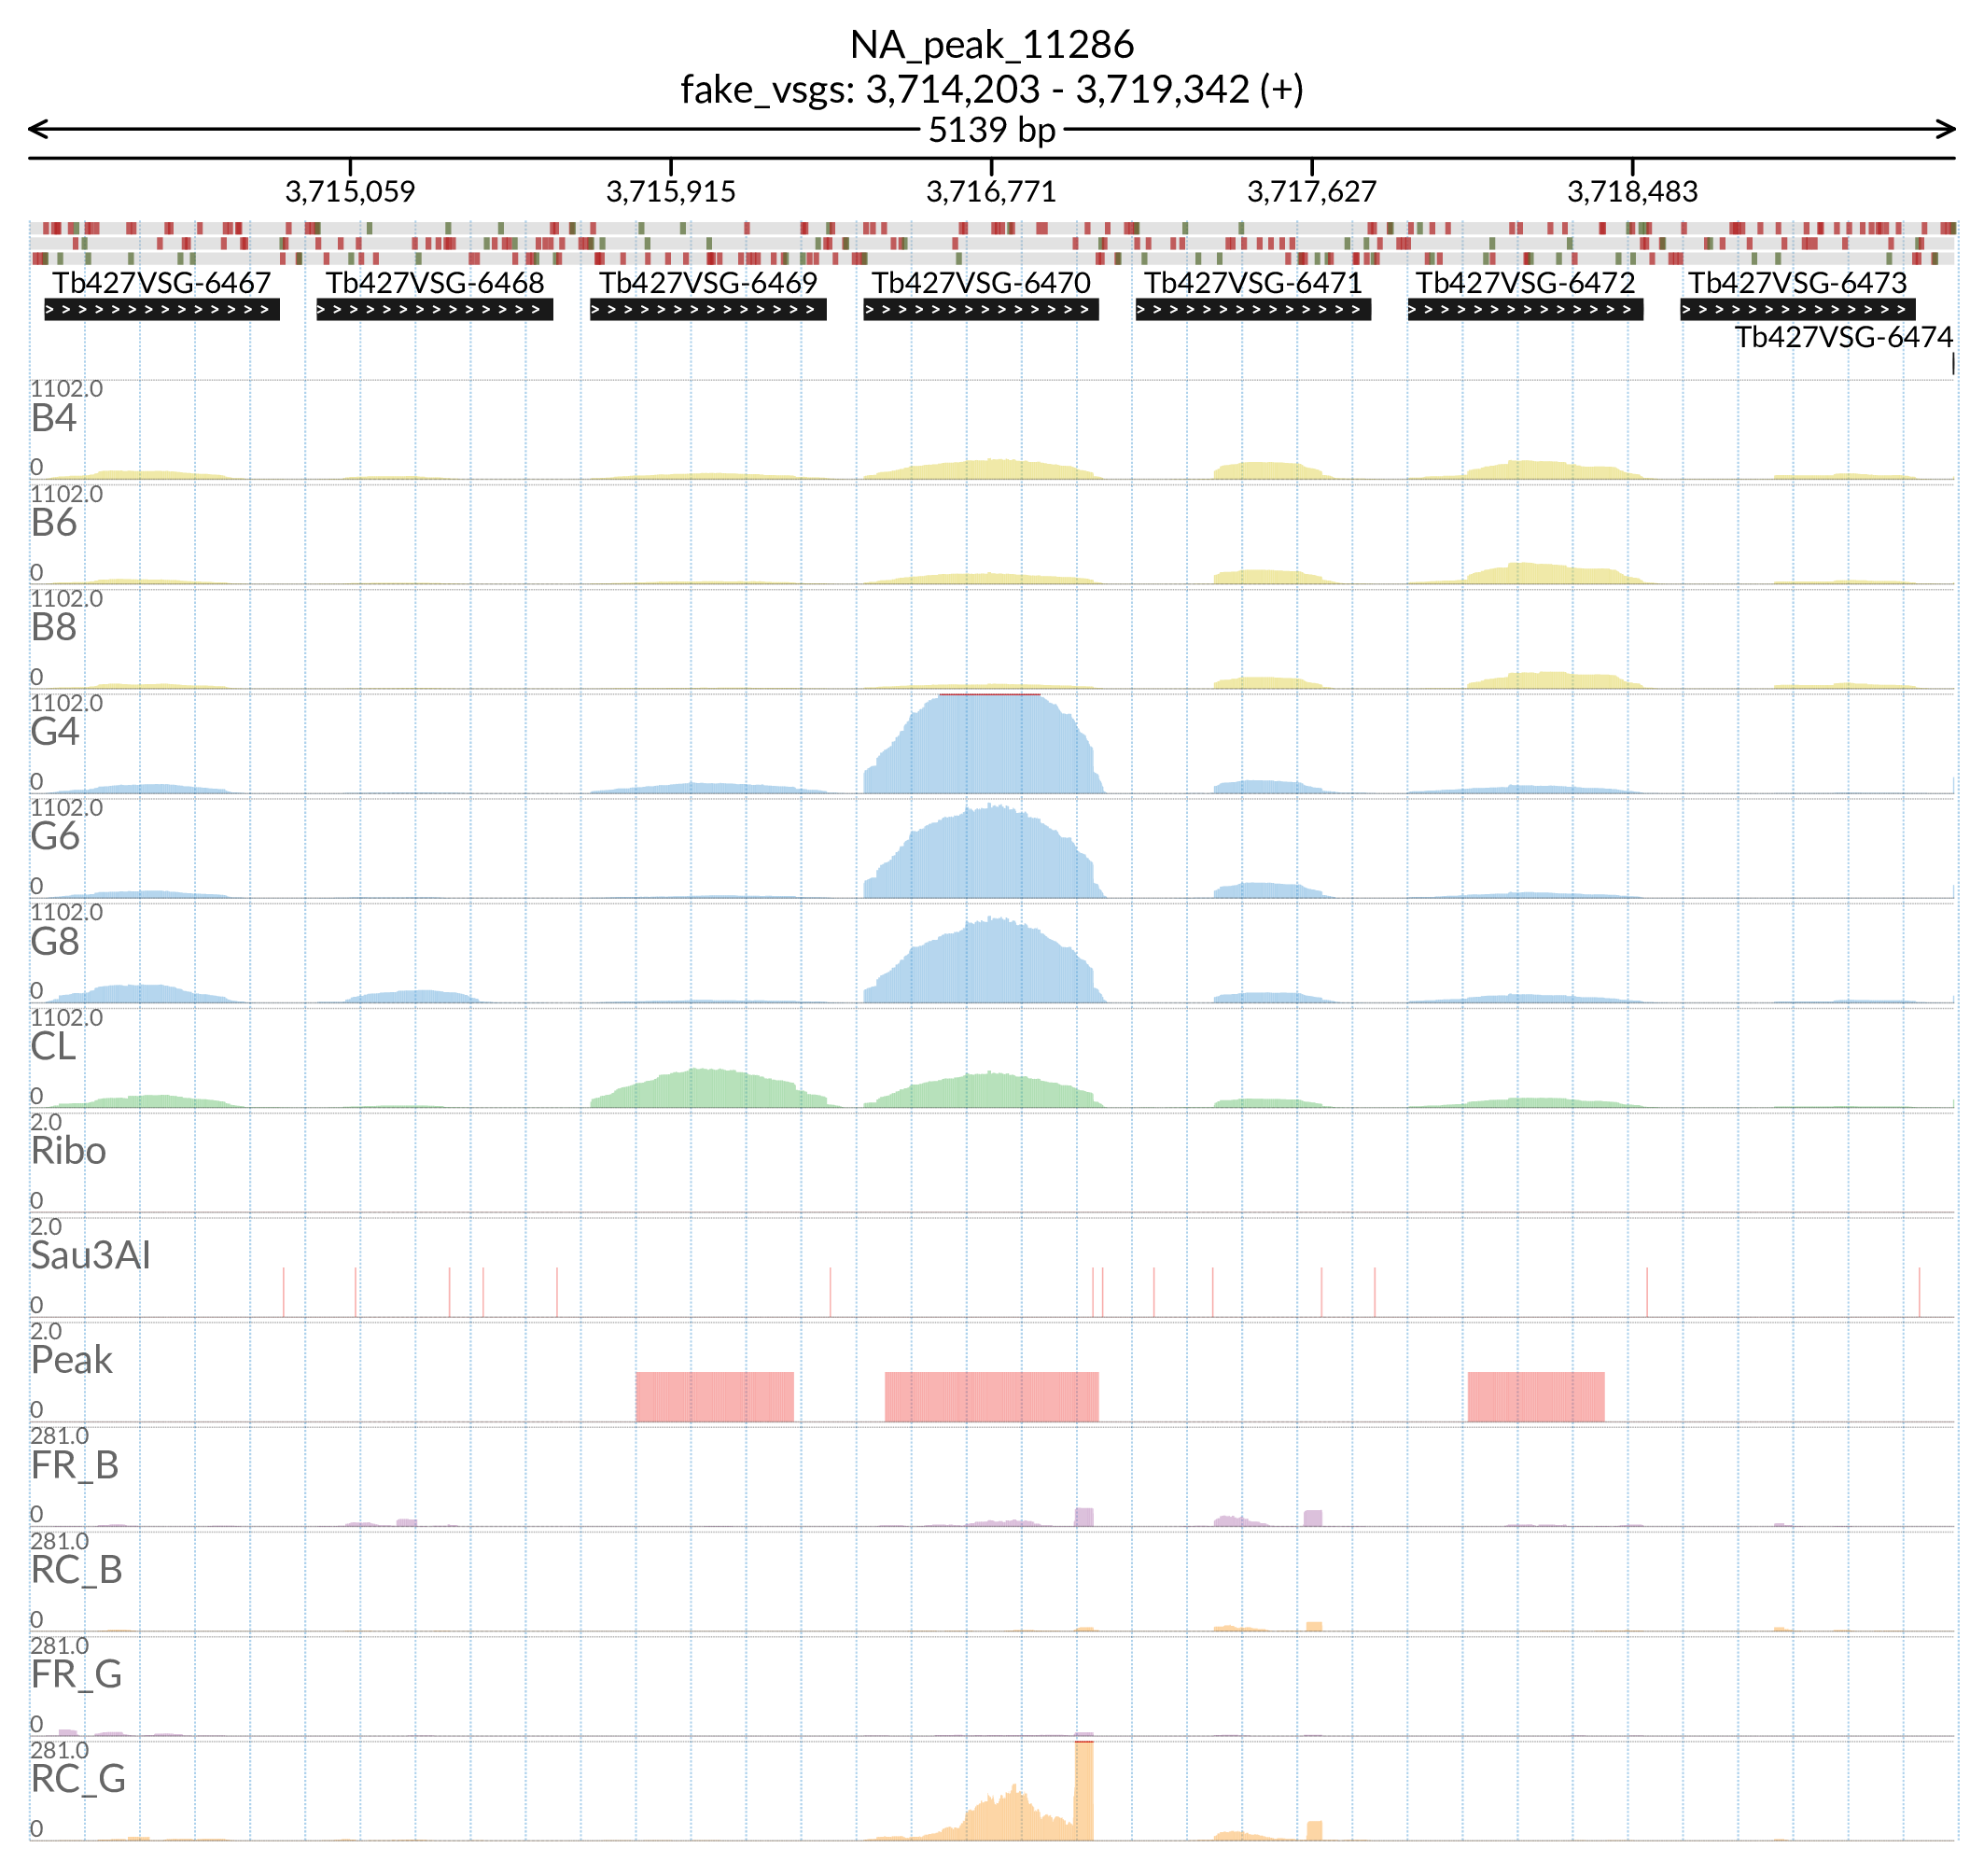 NA_peak_11286
fake_vsgs: 3,714,203 - 3,719,342 (+)
5139 bp
3,715,059 3,715,915 3,716,771 3,717,627 3,718,483
Tb427VSG-6467 Tb427VSG-6468 Tb427VSG-6469 Tb427VSG-6470 Tb427VSG-6471 Tb427VSG-6472 Tb427VSG-6473
Tb427VSG-6474
1102.0
B4
0
1102.0
B6
0
1102.0
B8
0
1102.0
G4
0
1102.0
G6
0
1102.0
G8
0
1102.0
CL
0
2.0
Ribo
0
2.0
Sau3AI
0
2.0
Peak
0
281.0
FR_B
0
281.0
RC_B
0
281.0
FR_G
0
281.0
RC_G
0